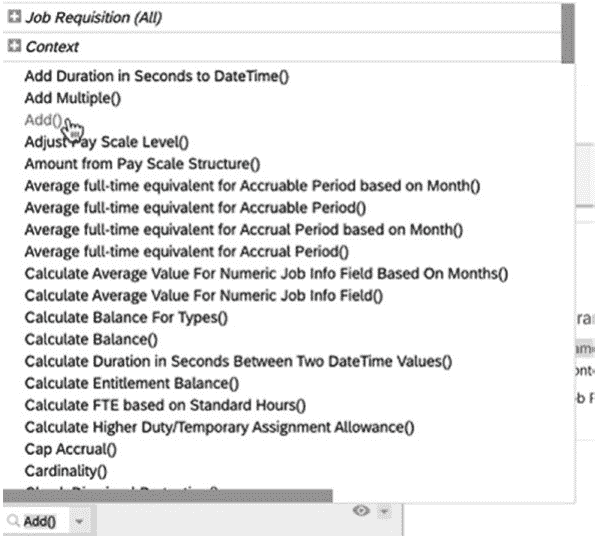 Job Requisition (All)
Context
Add Duration in Seconds to DateTime()
Add Multiple()
Add()
Adjust Pay Scale Level()
Amount from Pay Scale Structure()
Average full-time equivalent for Accruable Period based on Month()
Average full-time equivalent for Accruable Period()
Average full-time equivalent for Accrual Period based on Month()
Average full-time equivalent for Accrual Period()
Calculate Average Value For Numeric Job Info Field Based On Months()
Calculate Average Value For Numeric Job Info Field()
Calculate Balance For Types()
Calculate Balance()
Calculate Duration in Seconds Between Two DateTime Values()
Calculate Entitlement Balance()
Calculate FTE based on Standard Hours()
Calculate Higher Duty/Temporary Assignment Allowance()
Cap Accrual()
Cardinality()
Add()